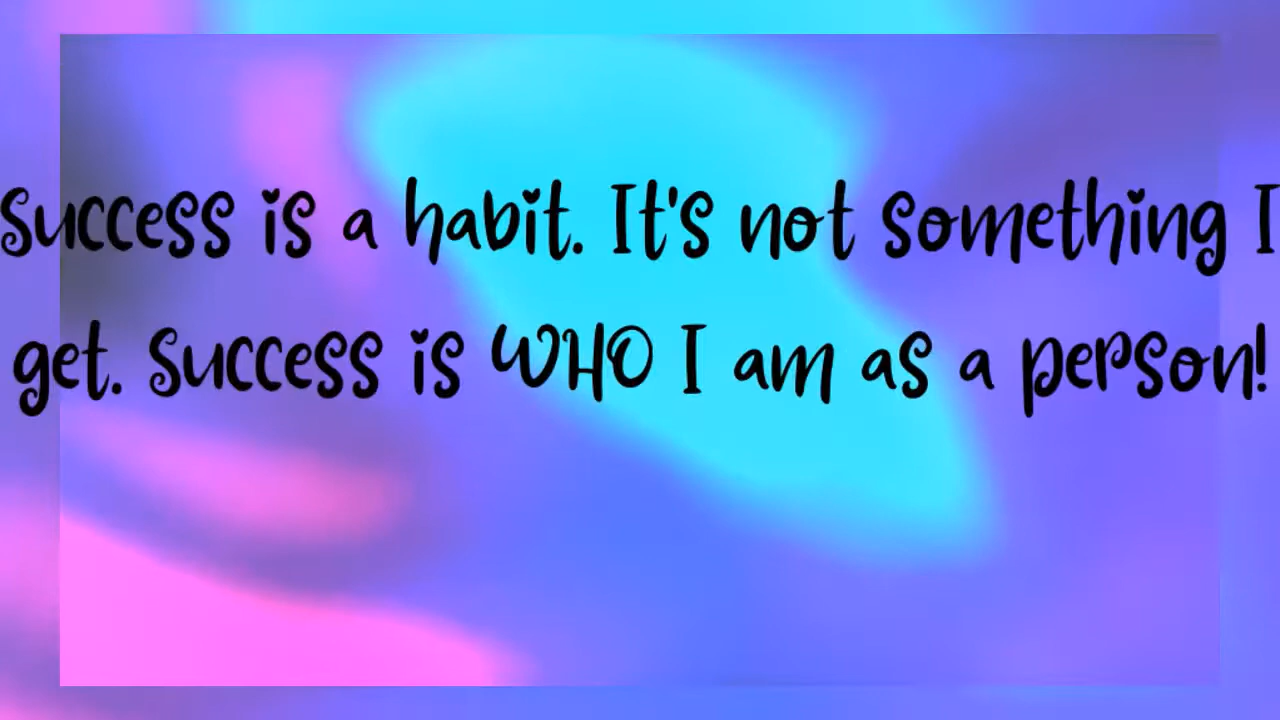 Success is a habit. It's not something I
get. Success is WHO I am as a person!